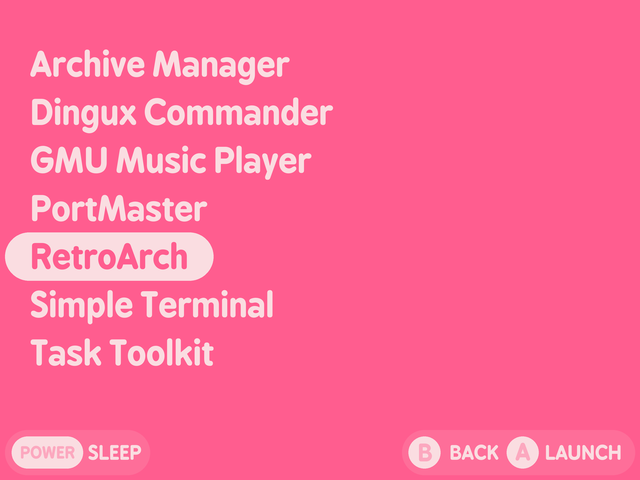 Archive Manager
Dingux Commander
GMU Music Player
PortMaster
RetroArch
Simple Terminal
Task Toolkit
POWER SLEEP B BACK A LAUNCH